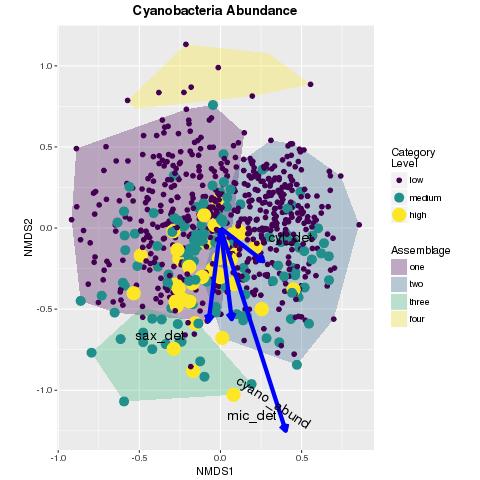 Cyanobacteria Abundance
1.0
0.5
0.0
-0.5
-1.0
NMDS2
cyl_det
sax_det
cyano_abund
mic_det
-1.0 -0.5 0.0 0.5
NMDS1
Category
Level
low
medium
high
Assemblage
one
two
three
four